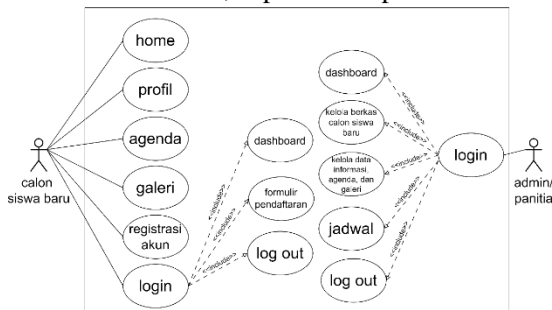 home
profil
agenda
galeri
registrasi
akun
login
calon
siswa baru
dashboard
formulir
pendaftaran
log out
<<include>>
<<include>>
<<include>>
dashboard
kelola berkas
calon siswa
baru
kelola data
informasi,
agenda, dan
galeri
jadwal
log out
<<include>>
<<include>>
<<include>>
<<include>>
<<include>>
login
admin/
panitia